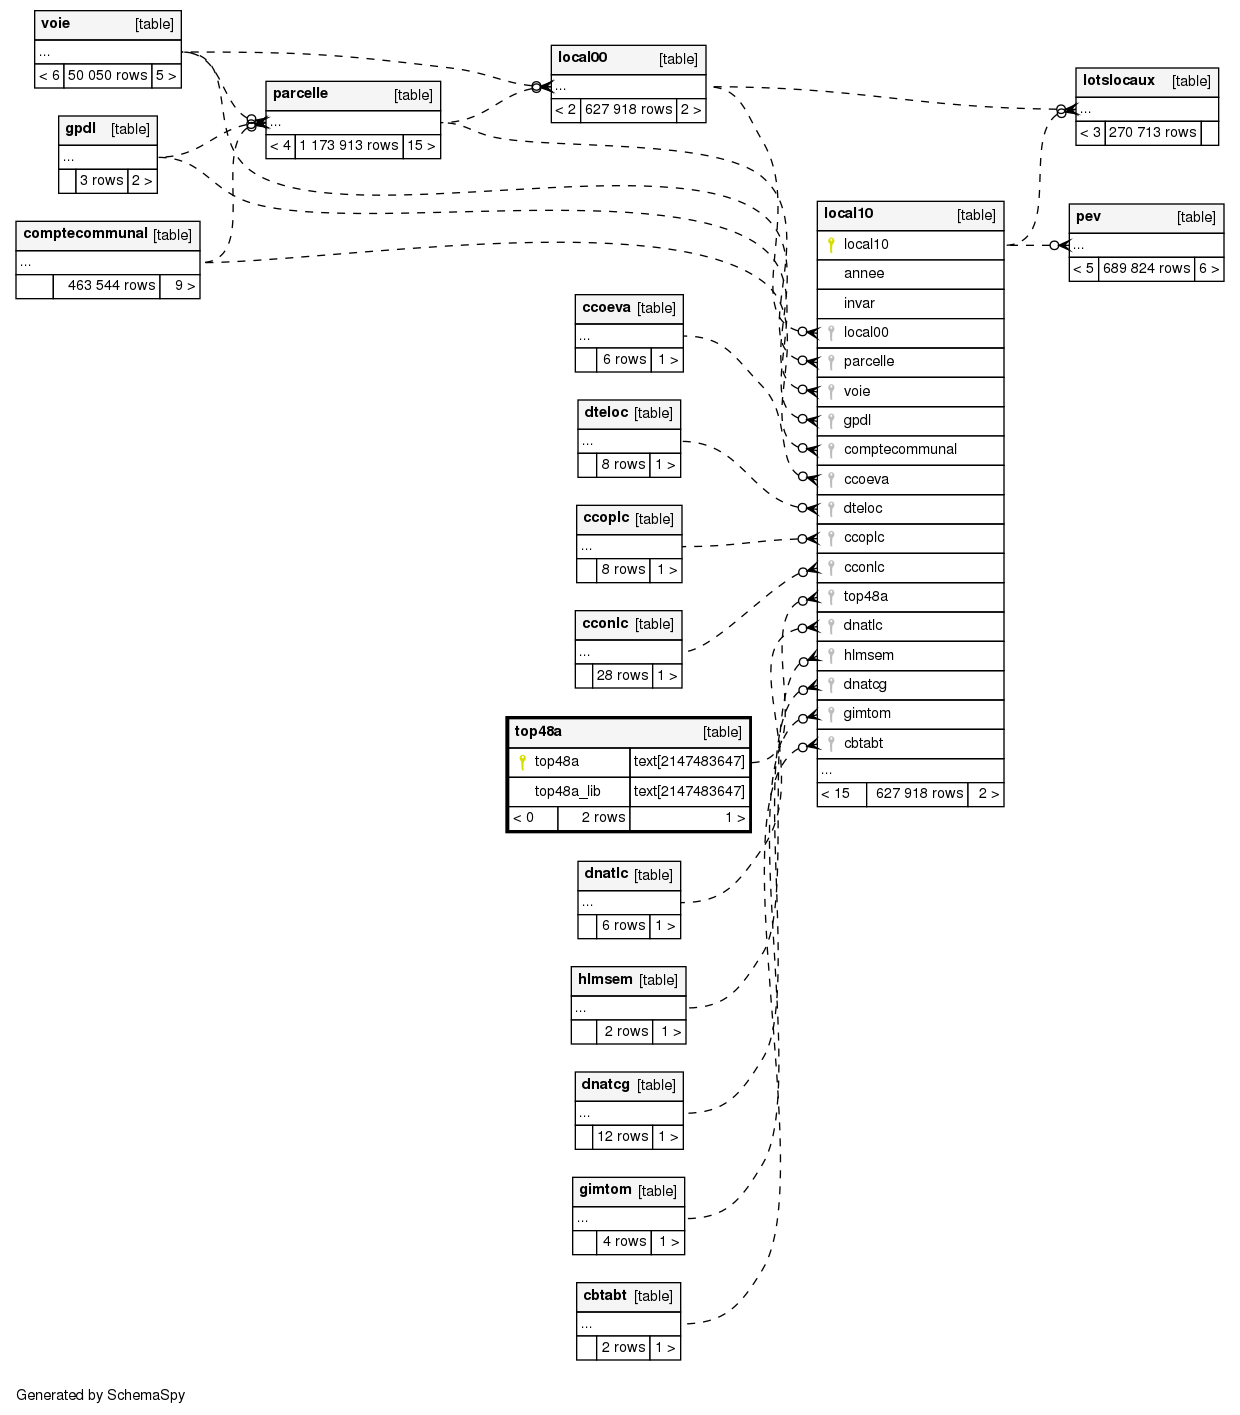 voie [table]
...
< 6 50 050 rows 5 >
gpdl [table]
...
3 rows 2 >
comptecommunal [table]
...
463 544 rows 9 >
parcelle [table]
...
< 4 1 173 913 rows 15 >
local00 [table]
...
< 2 627 918 rows 2 >
lotslocaux [table]
...
< 3 270 713 rows
pev [table]
...
< 5 689 824 rows 6 >
local10 [table]
local10
annee
invar
local00
parcelle
voie
gpdl
comptecommunal
ccoeva
dteloc
ccoplc
cconlc
top48a
dnatlc
hlmsem
dnatcg
gimtom
cbtabt
...
< 15 627 918 rows 2 >
ccoeva [table]
...
6 rows 1 >
dteloc [table]
...
8 rows 1 >
ccoplc [table]
...
8 rows 1 >
cconlc [table]
...
28 rows 1 >
top48a [table]
top48a text[2147483647]
top48a_lib text[2147483647]
< 0 2 rows 1 >
dnatlc [table]
...
6 rows 1 >
hlmsem [table]
...
2 rows 1 >
dnatcg [table]
...
12 rows 1 >
gimtom [table]
...
4 rows 1 >
cbtabt [table]
...
2 rows 1 >
Generated by SchemaSpy